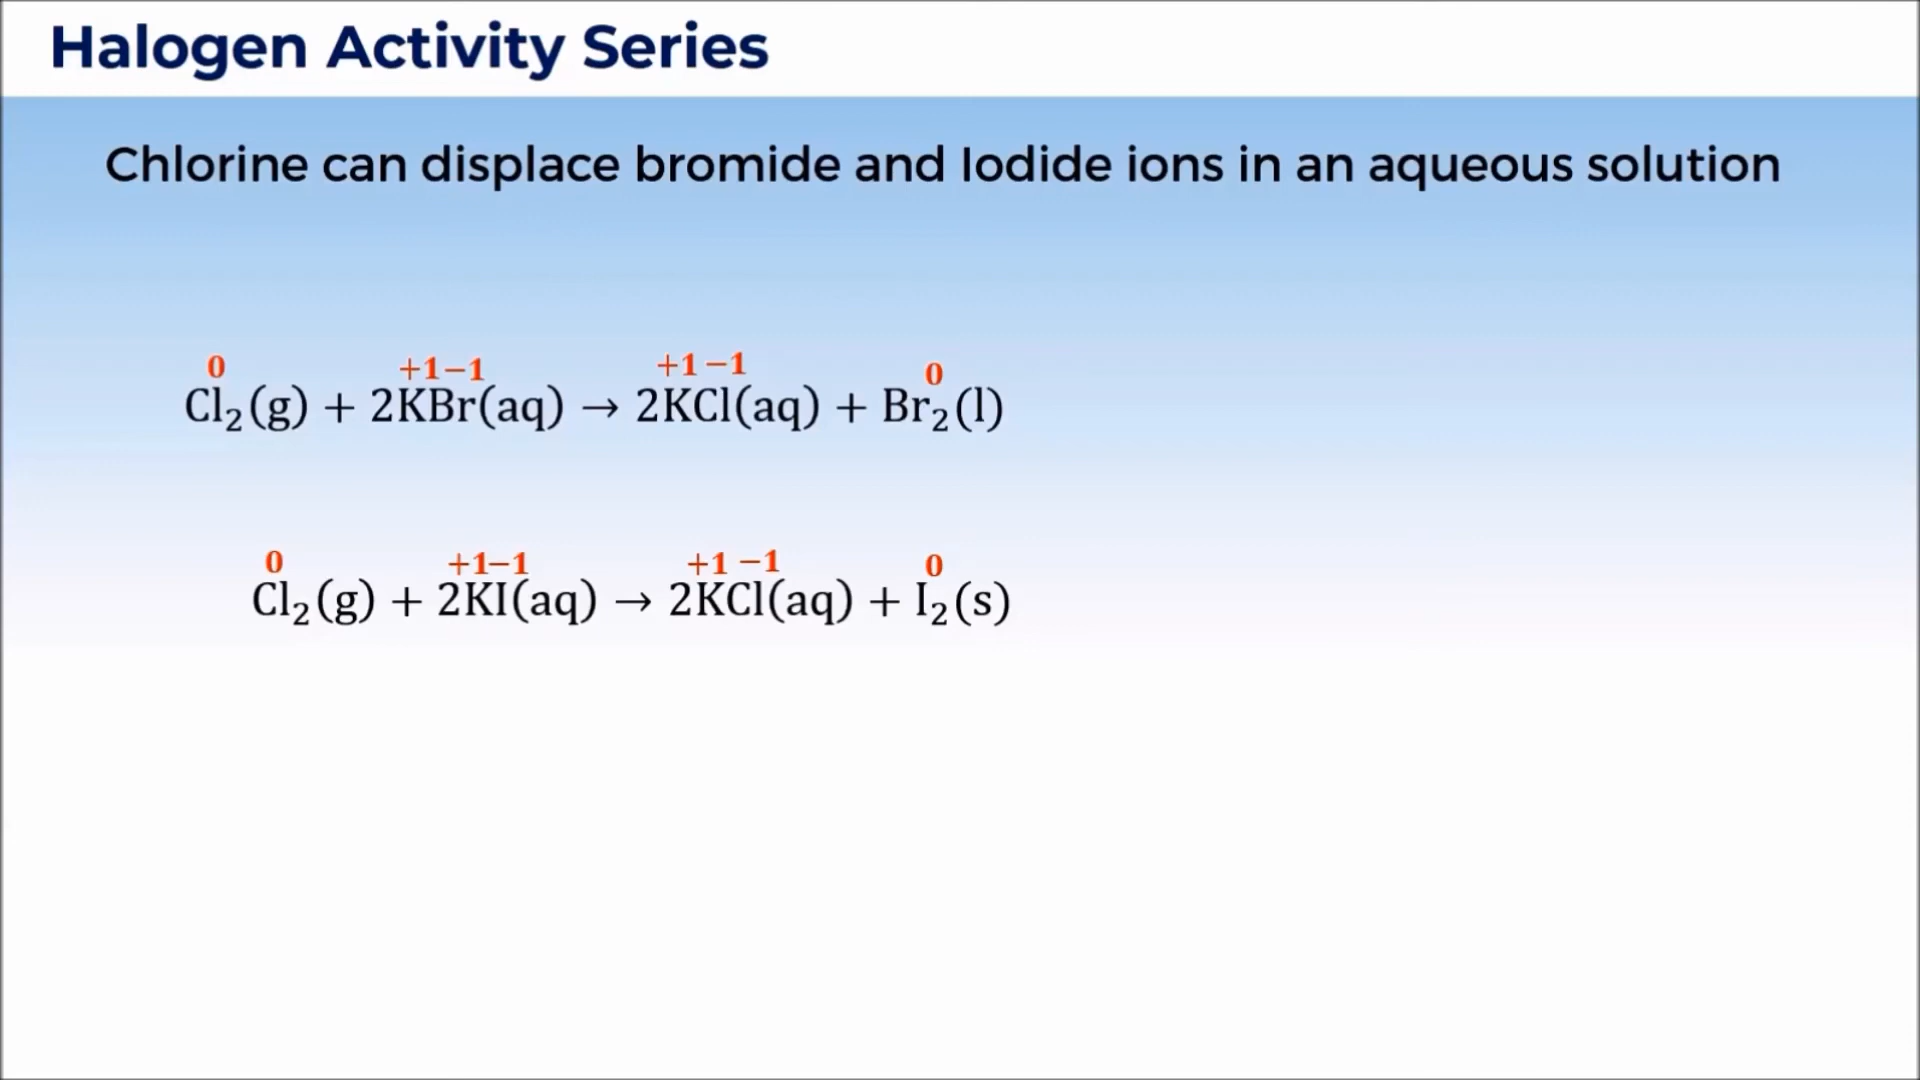 Halogen Activity Series
Chlorine can displace bromide and Iodide ions in an aqueous solution
0 +1−1 +1−1 0
Cl₂(g) + 2KBr(aq) → 2KCl(aq) + Br₂(l)
0 +1−1 +1−1 0
Cl₂(g) + 2KI(aq) → 2KCl(aq) + I₂(s)